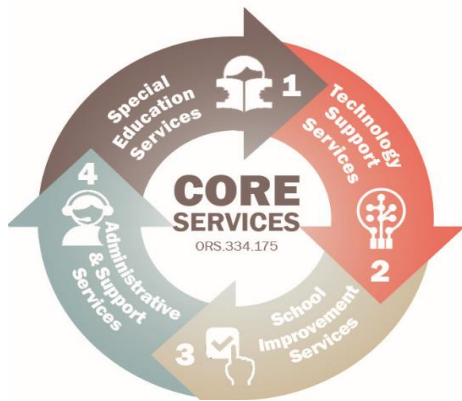 CORE
SERVICES
ORS.334.175
Special
Education
Services
1
Technology
Support
Services
2
School
Improvement
Services
3
Administrative
& Support
Services
4